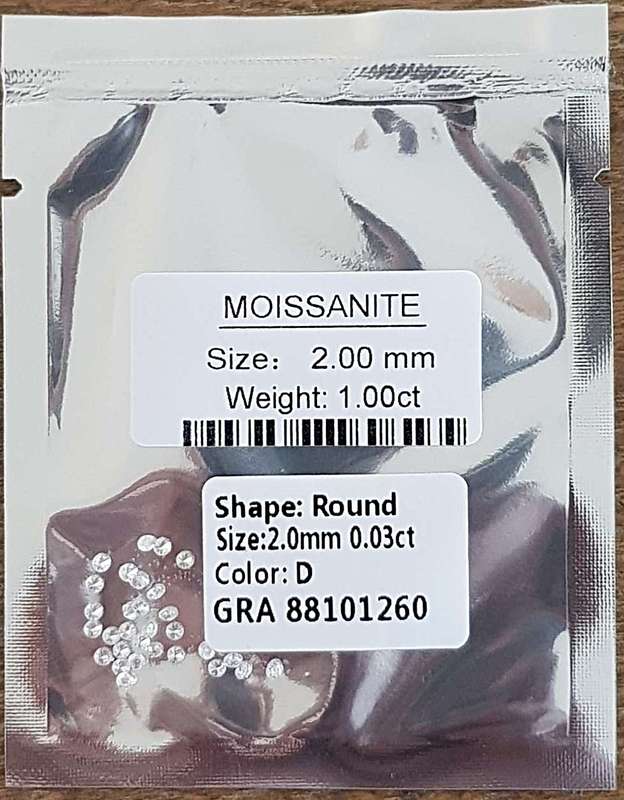 MOISSANITE
Size: 2.00 mm
Weight: 1.00ct
Shape: Round
Size:2.0mm 0.03ct
Color: D
GRA 88101260